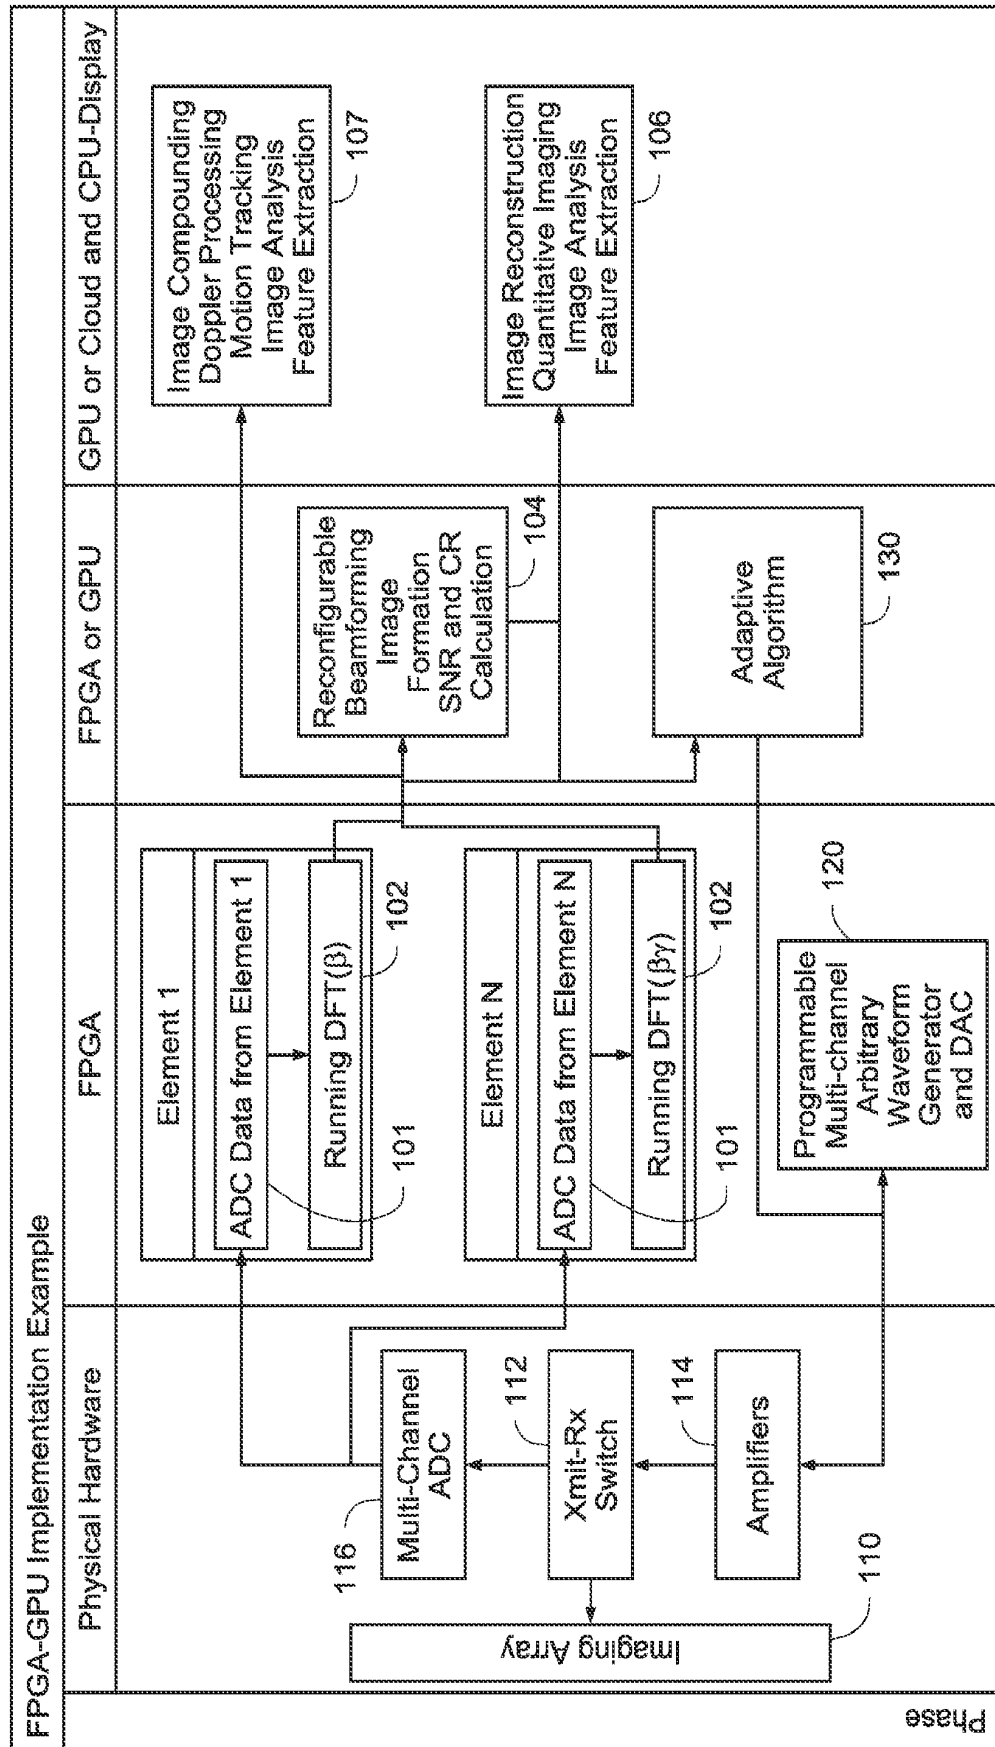 FPGA-GPU Implementation Example
Physical Hardware
FPGA
FPGA or GPU
GPU or Cloud and CPU-Display
Phase
Imaging Array
110
Multi-Channel
ADC
116
Xmit-Rx
Switch
112
Amplifiers
114
Element 1
ADC Data from Element 1
101
Running DFT(β)
102
Element N
ADC Data from Element N
101
Running DFT(βγ)
102
Programmable
Multi-channel
Arbitrary
Waveform
Generator
and DAC
120
Reconfigurable
Beamforming
Image
Formation
SNR and CR
Calculation
104
Adaptive
Algorithm
130
Image Compounding
Doppler Processing
Motion Tracking
Image Analysis
Feature Extraction
107
Image Reconstruction
Quantitative Imaging
Image Analysis
Feature Extraction
106